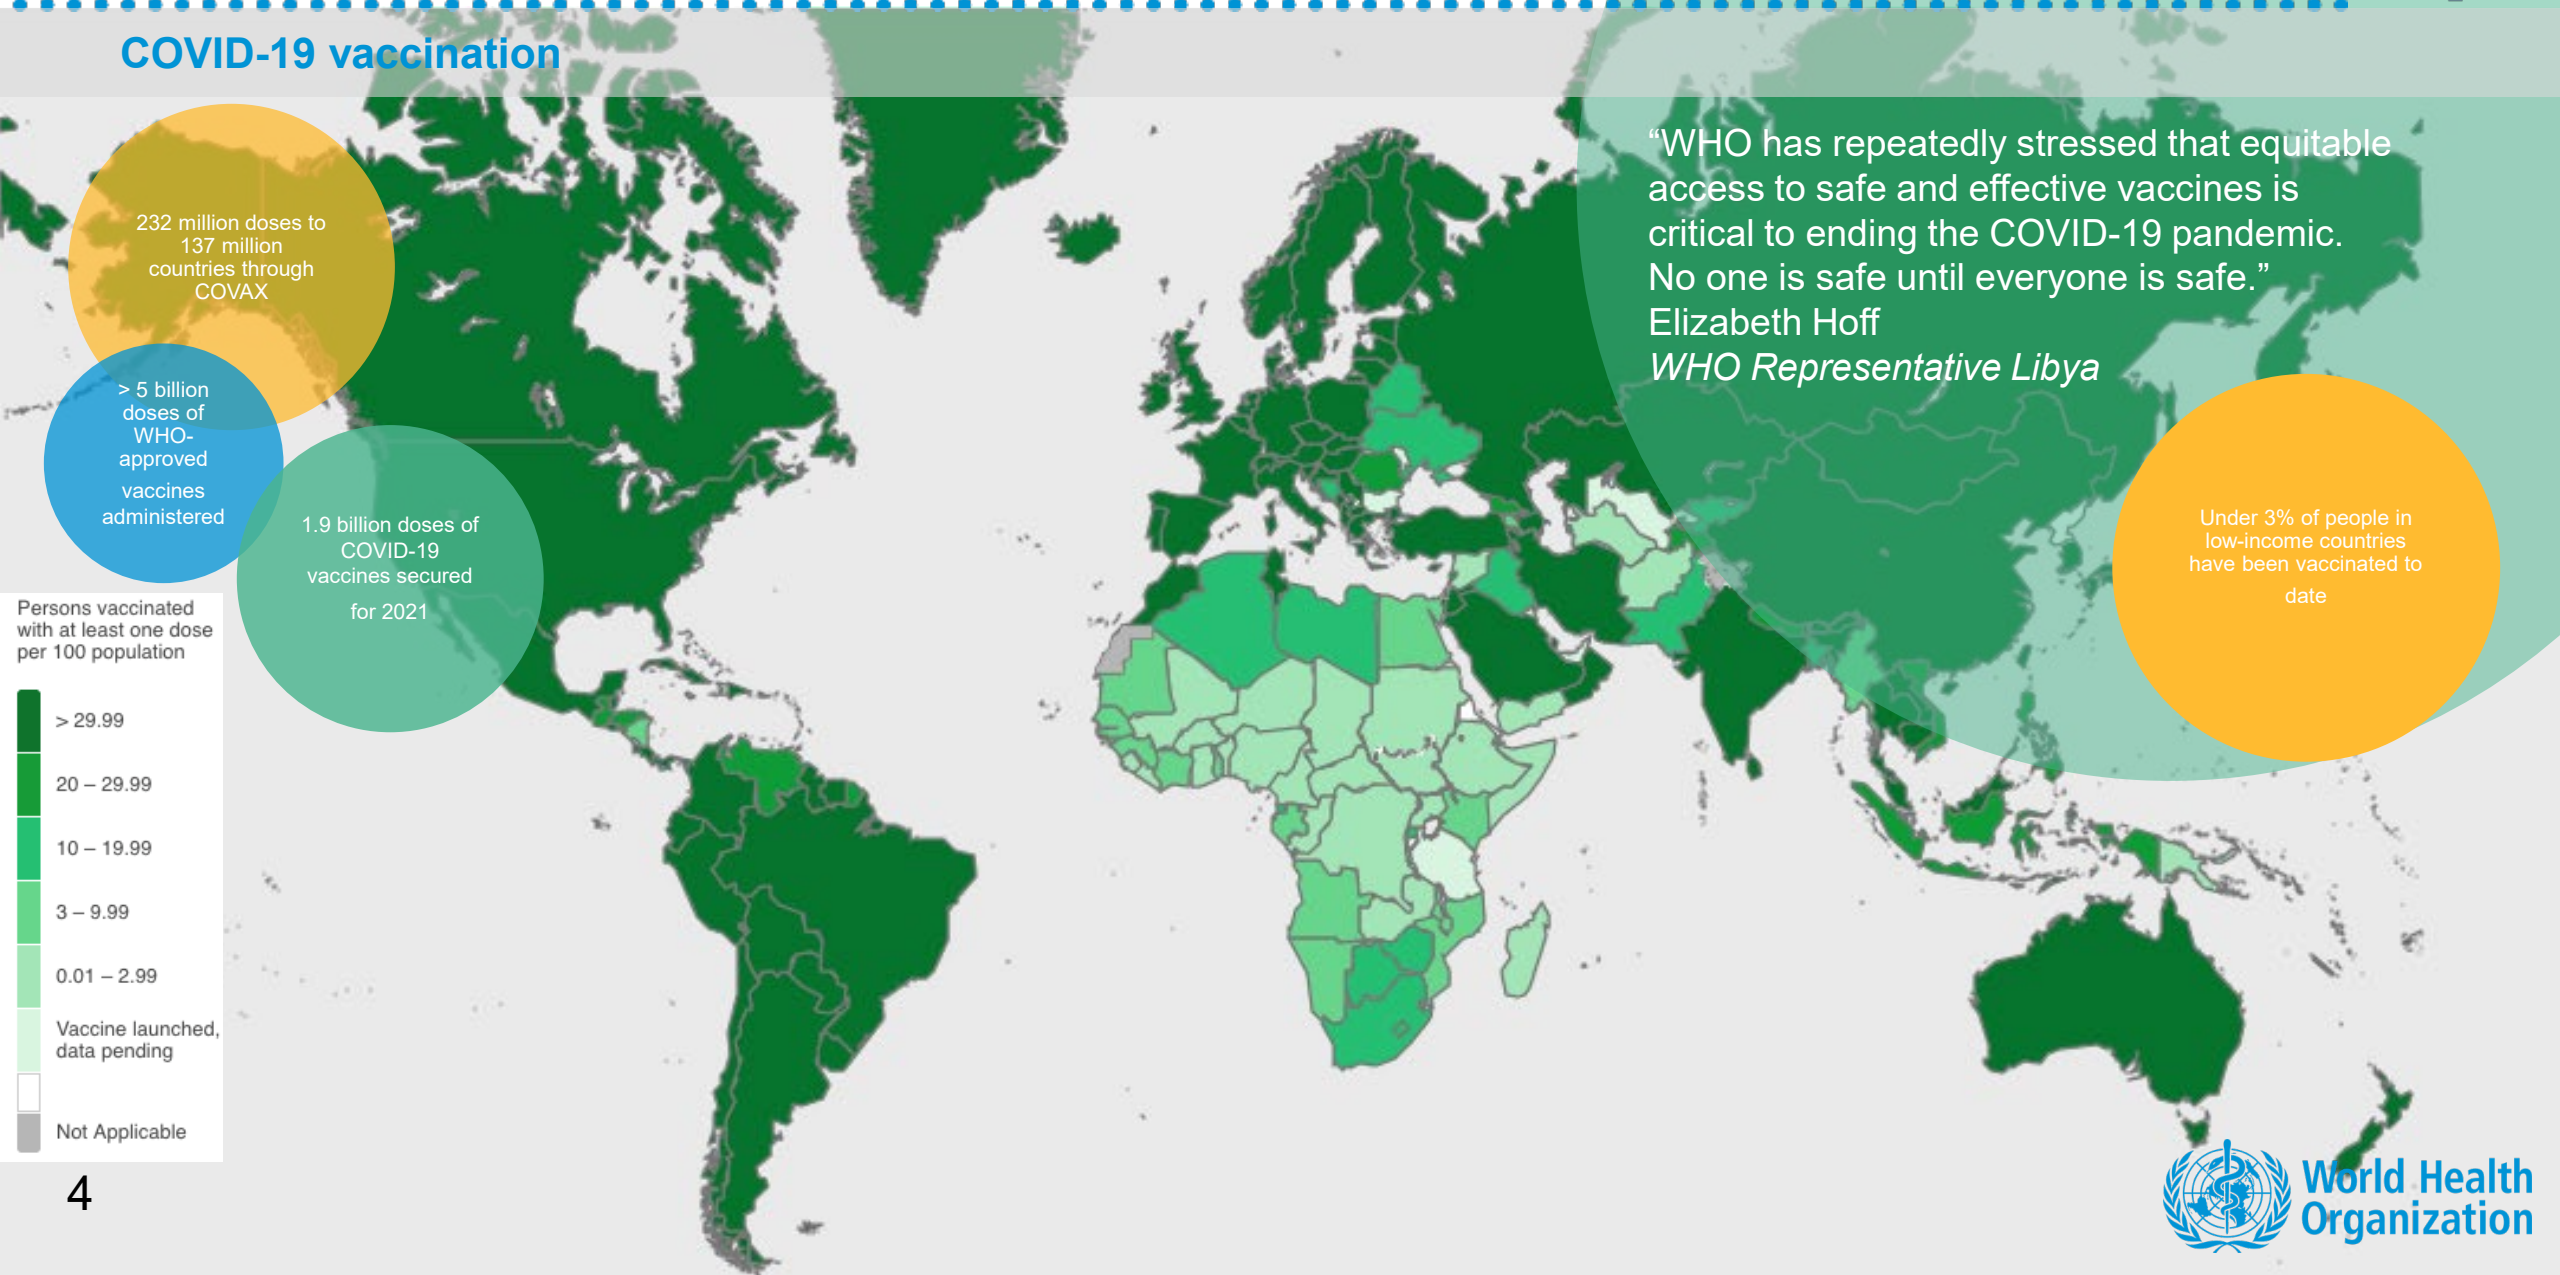 COVID-19 vaccination
232 million doses to
137 million
countries through
COVAX
> 5 billion
doses of
WHO-
approved
vaccines
administered
1.9 billion doses of
COVID-19
vaccines secured
for 2021
“WHO has repeatedly stressed that equitable
access to safe and effective vaccines is
critical to ending the COVID-19 pandemic.
No one is safe until everyone is safe.”
Elizabeth Hoff
WHO Representative Libya
Under 3% of people in
low-income countries
have been vaccinated to
date
Persons vaccinated
with at least one dose
per 100 population
> 29.99
20 – 29.99
10 – 19.99
3 – 9.99
0.01 – 2.99
Vaccine launched,
data pending
Not Applicable
4
World Health
Organization